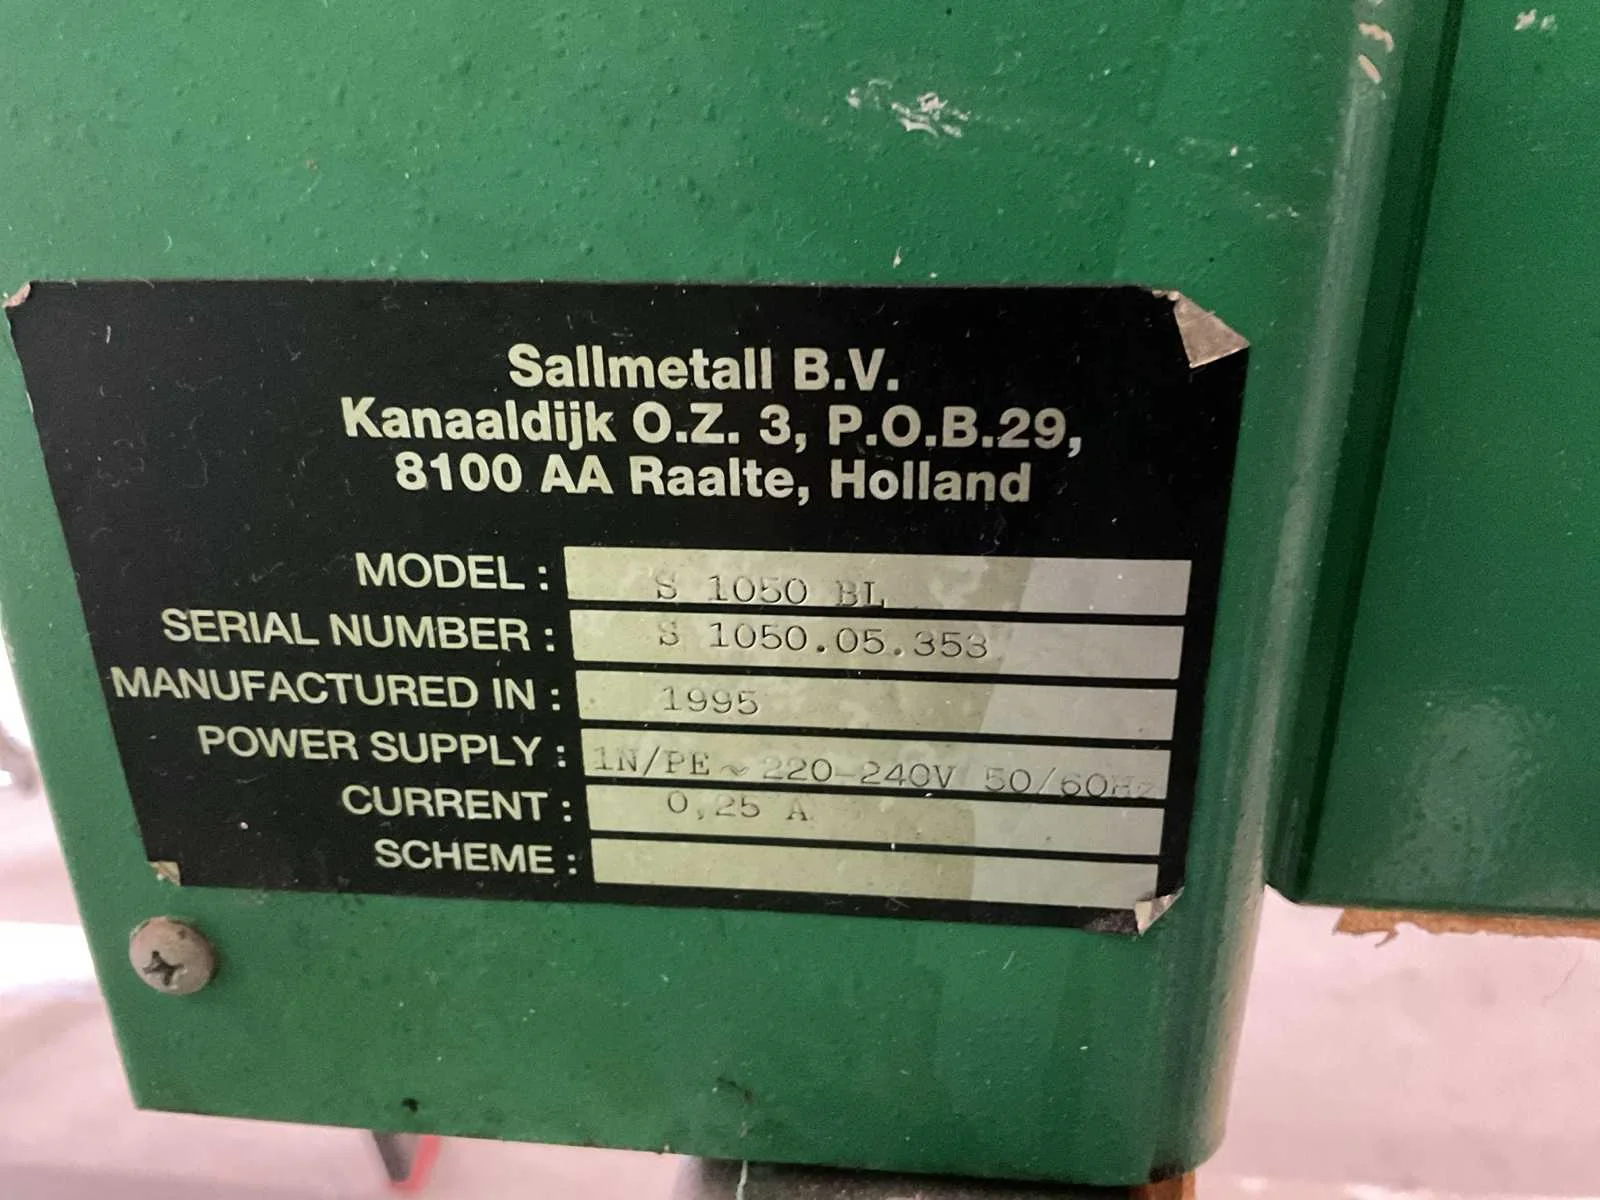 Sallmetall B.V.
Kanaaldijk O.Z. 3, P.O.B.29,
8100 AA Raalte, Holland
MODEL : S 1050 BL
SERIAL NUMBER : S 1050.05.353
MANUFACTURED IN : 1995
POWER SUPPLY : 1N/PE ~ 220-240V 50/60Hz
CURRENT : 0,25 A
SCHEME :